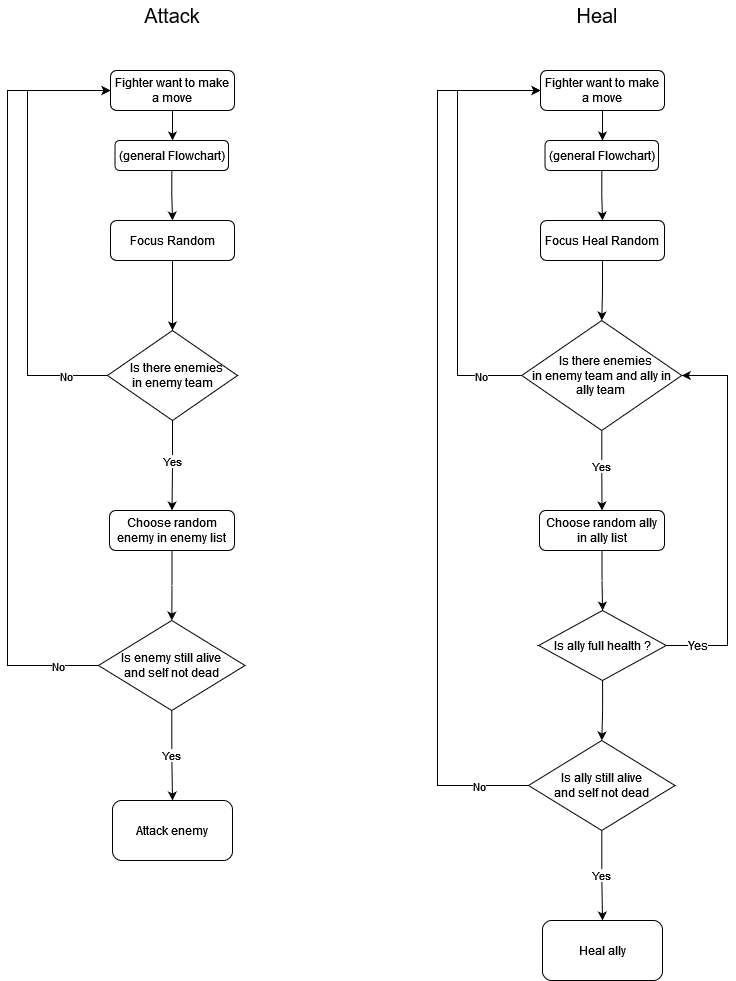 Attack
Fighter want to make
a move
(general Flowchart)
Focus Random
Is there enemies
in enemy team
No
Yes
Choose random
enemy in enemy list
Is enemy still alive
and self not dead
No
Yes
Attack enemy
Heal
Fighter want to make
a move
(general Flowchart)
Focus Heal Random
Is there enemies
in enemy team and ally in
ally team
No
Yes
Choose random ally
in ally list
Is ally full health ?
Yes
Is ally still alive
and self not dead
No
Yes
Heal ally